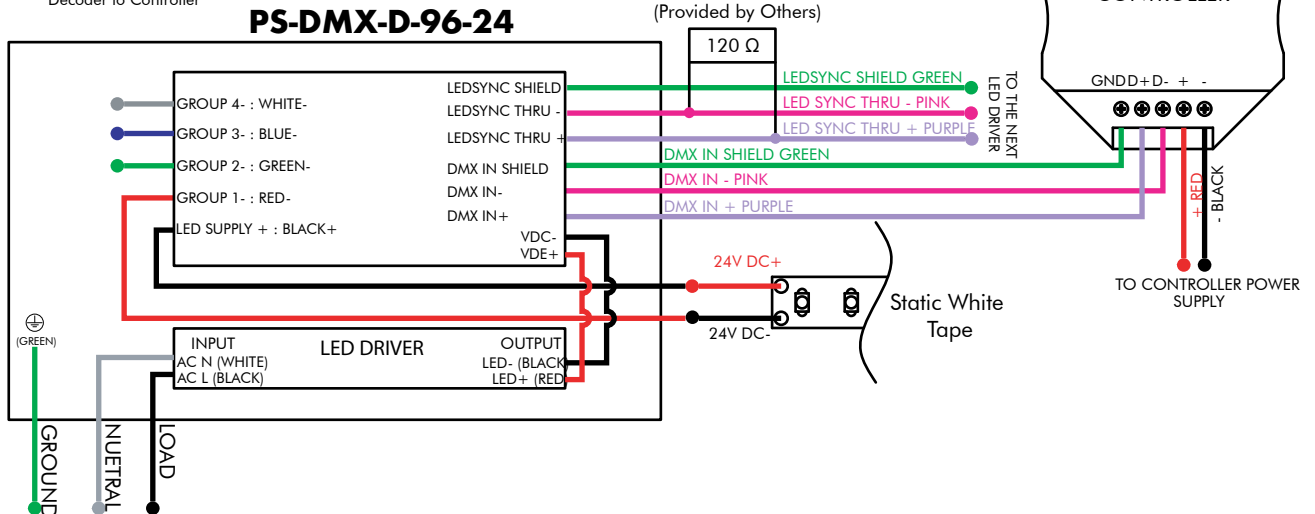 Decoder to Controller
PS-DMX-D-96-24
(Provided by Others)
120 Ω
GROUP 4- : WHITE-
GROUP 3- : BLUE-
GROUP 2- : GREEN-
GROUP 1- : RED-
LED SUPPLY + : BLACK+
LEDSYNC SHIELD
LEDSYNC THRU -
LEDSYNC THRU +
DMX IN SHIELD
DMX IN-
DMX IN+
VDC-
VDE+
LEDSYNC SHIELD GREEN
LED SYNC THRU - PINK
LED SYNC THRU + PURPLE
TO THE NEXT
LED DRIVER
DMX IN SHIELD GREEN
DMX IN - PINK
DMX IN + PURPLE
GND D+ D- + -
+ RED
- BLACK
TO CONTROLLER POWER
SUPPLY
24V DC+
24V DC-
Static White
Tape
(GREEN)
INPUT
AC N (WHITE)
AC L (BLACK)
LED DRIVER
OUTPUT
LED- (BLACK)
LED+ (RED
GROUND
NUETRAL
LOAD